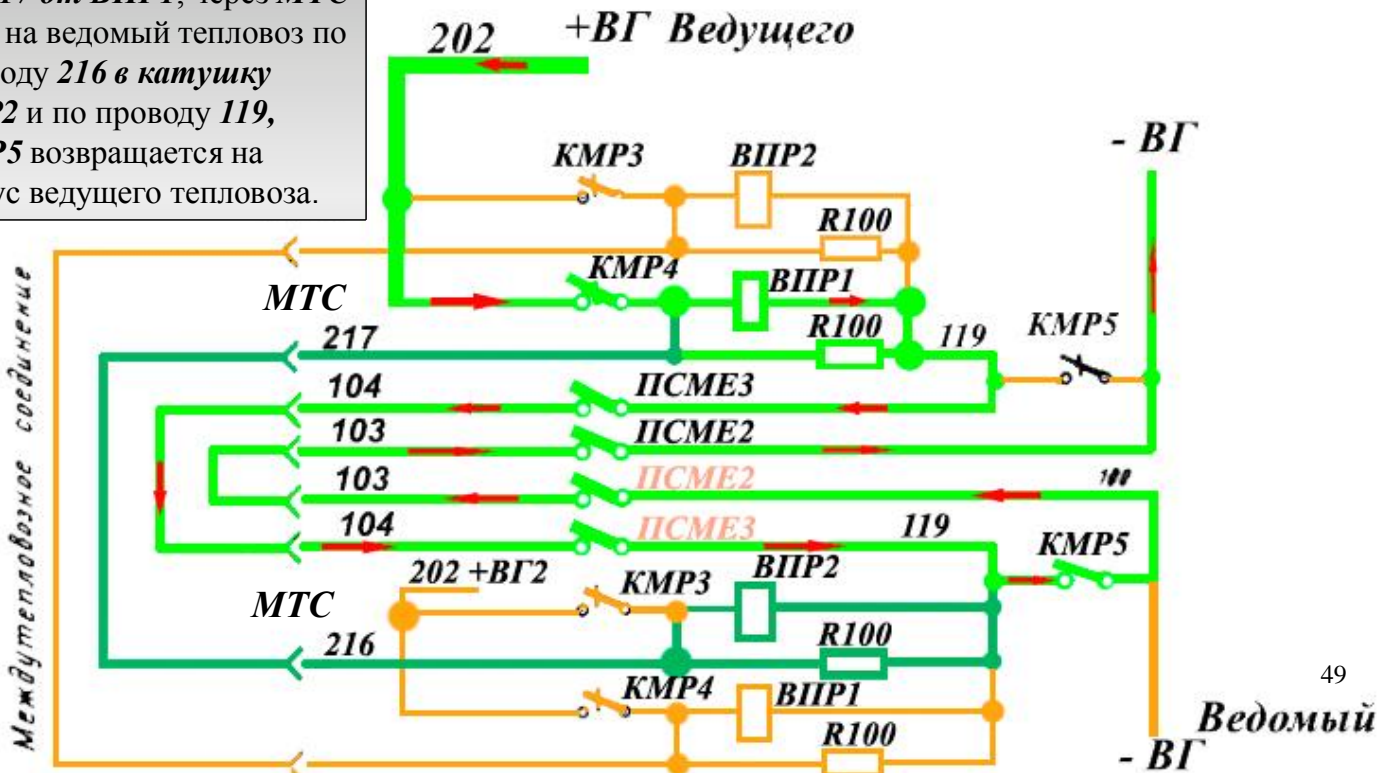 17 от ВПР1, через МТС
на ведомый тепловоз по
оду 216 в катушку
Р2 и по проводу 119,
Р5 возвращается на
ус ведущего тепловоза.
202 +ВГ Ведущего
- ВГ
КМР3 ВПР2
R100
МТС КМР4 ВПР1
217 R100 119 КМР5
104 ПСМЕ3
103 ПСМЕ2
103 ПСМЕ2 100
104 ПСМЕ3 119 КМР5
202 +ВГ2 КМР3 ВПР2
МТС
216 R100
КМР4 ВПР1
R100
Междутепловозное соединение
49
Ведомый
- ВГ